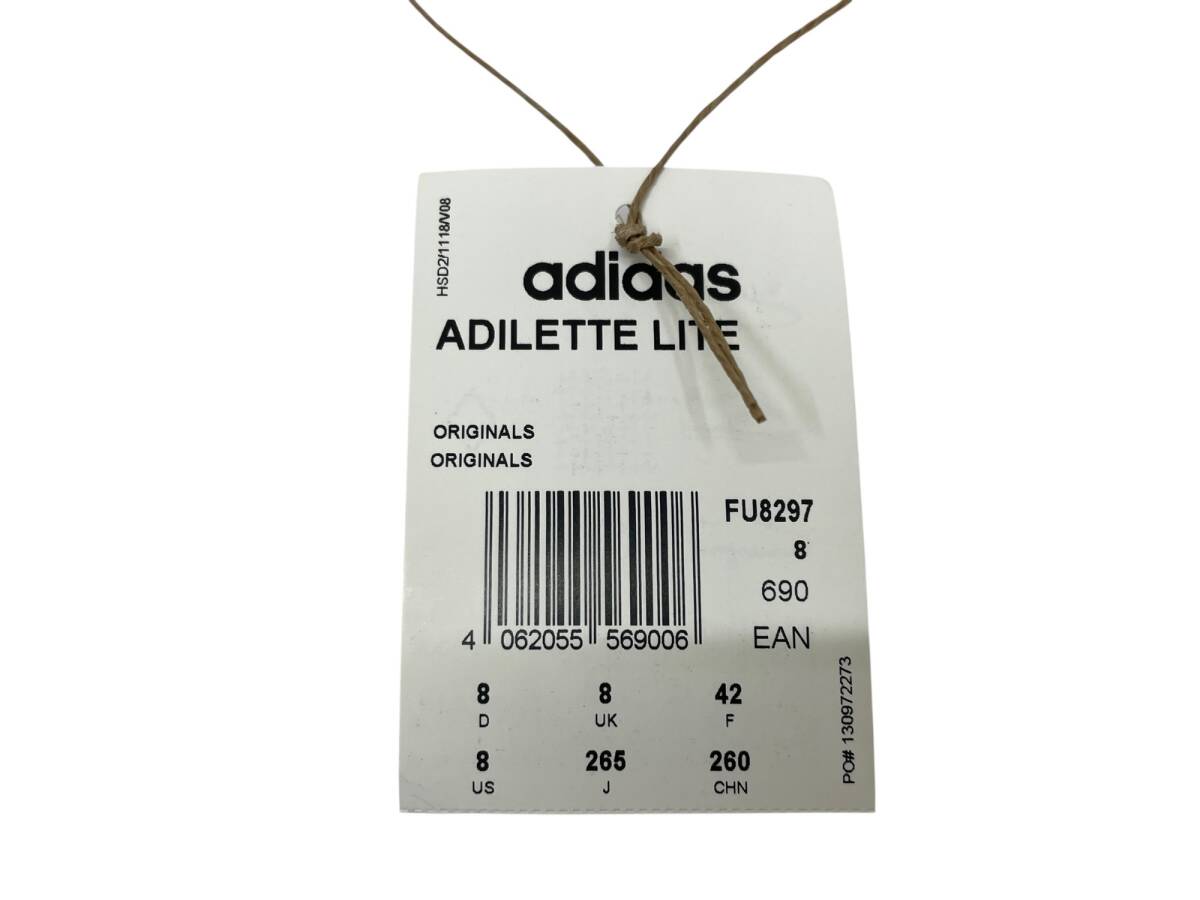 HSD2/1118/V08
adidas
ADILETTE LITE
ORIGINALS
ORIGINALS
FU8297
8
690
EAN
4 062055 569006
8 8 42
D UK F
8 265 260
US J CHN
PO# 130972273